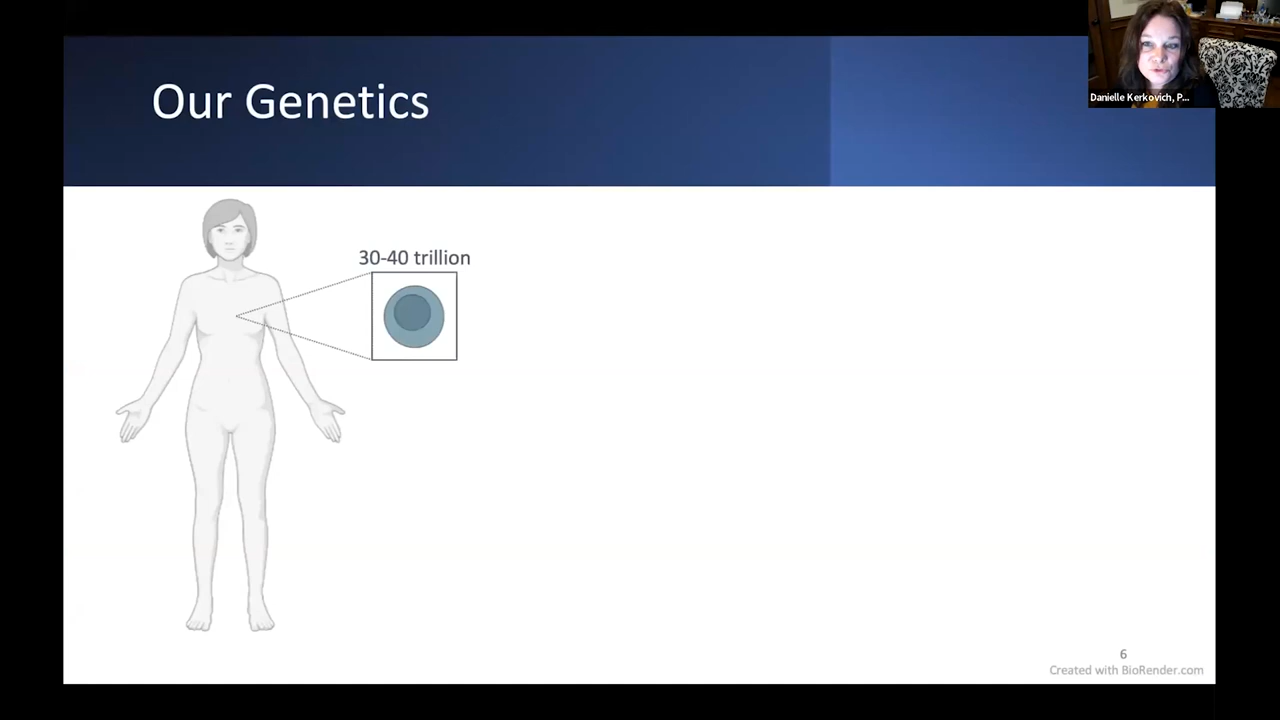 Our Genetics
Danielle Kerkovich, P...
30-40 trillion
6
Created with BioRender.com